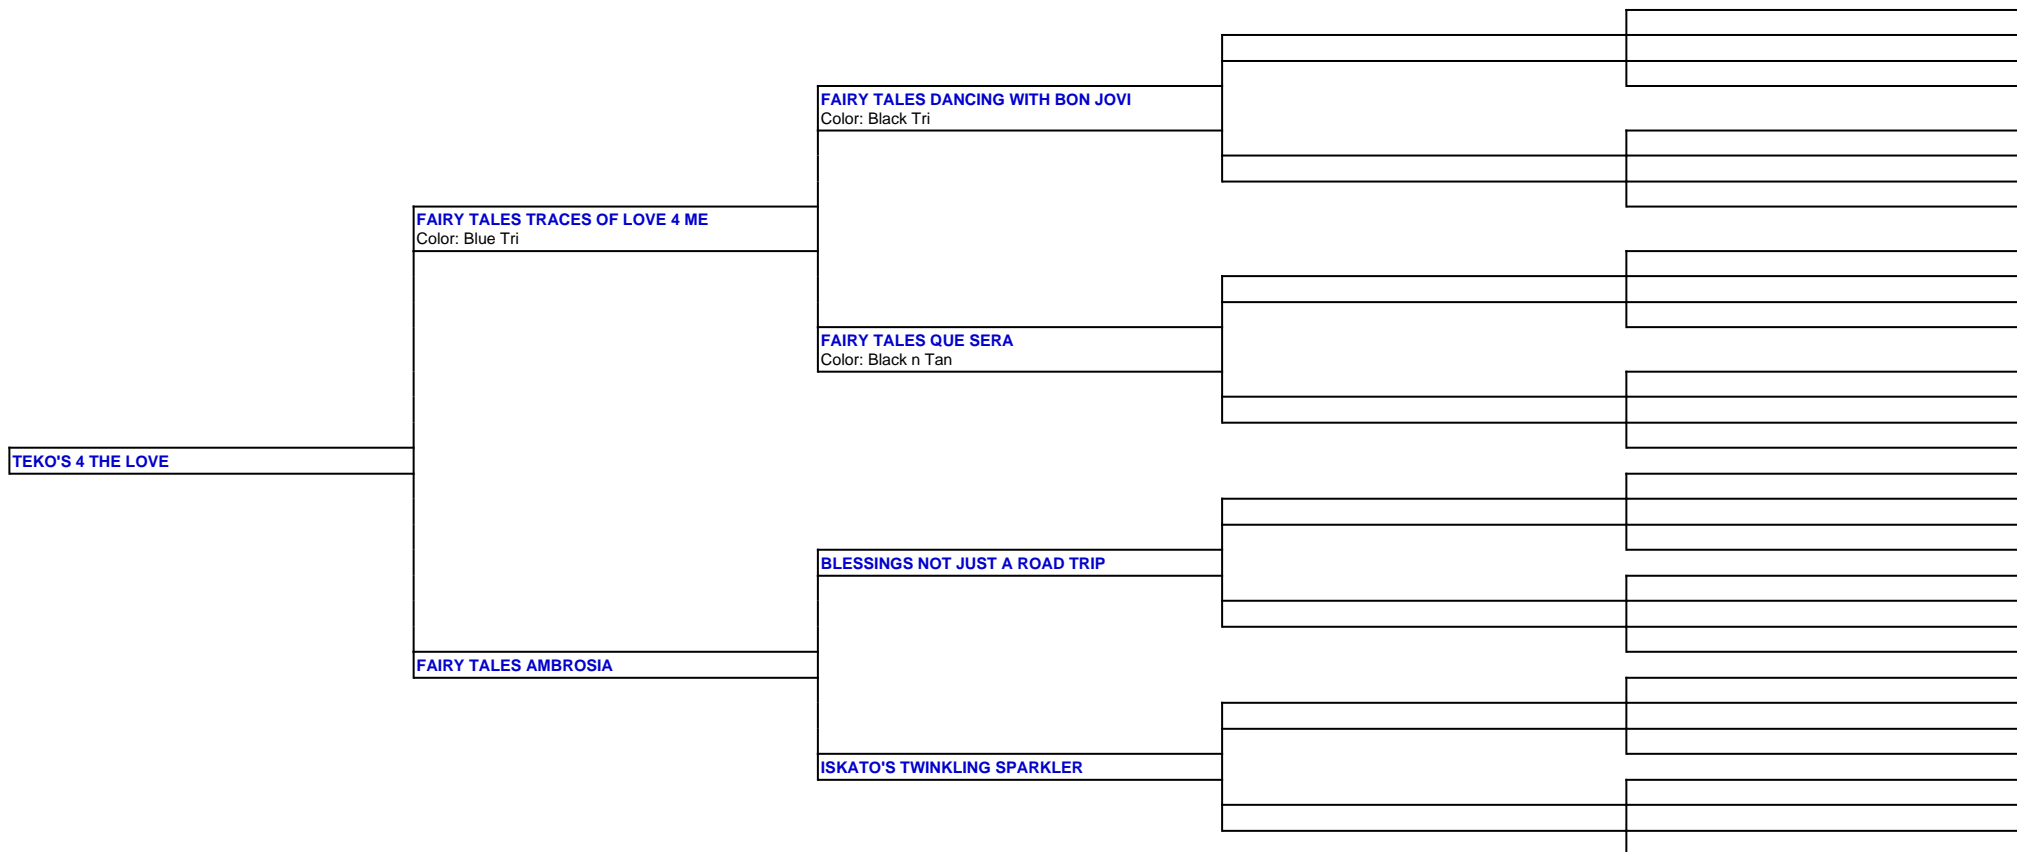 FAIRY TALES DANCING WITH BON JOVI
Color: Black Tri
FAIRY TALES TRACES OF LOVE 4 ME
Color: Blue Tri
FAIRY TALES QUE SERA
Color: Black n Tan
TEKO'S 4 THE LOVE
BLESSINGS NOT JUST A ROAD TRIP
FAIRY TALES AMBROSIA
ISKATO'S TWINKLING SPARKLER